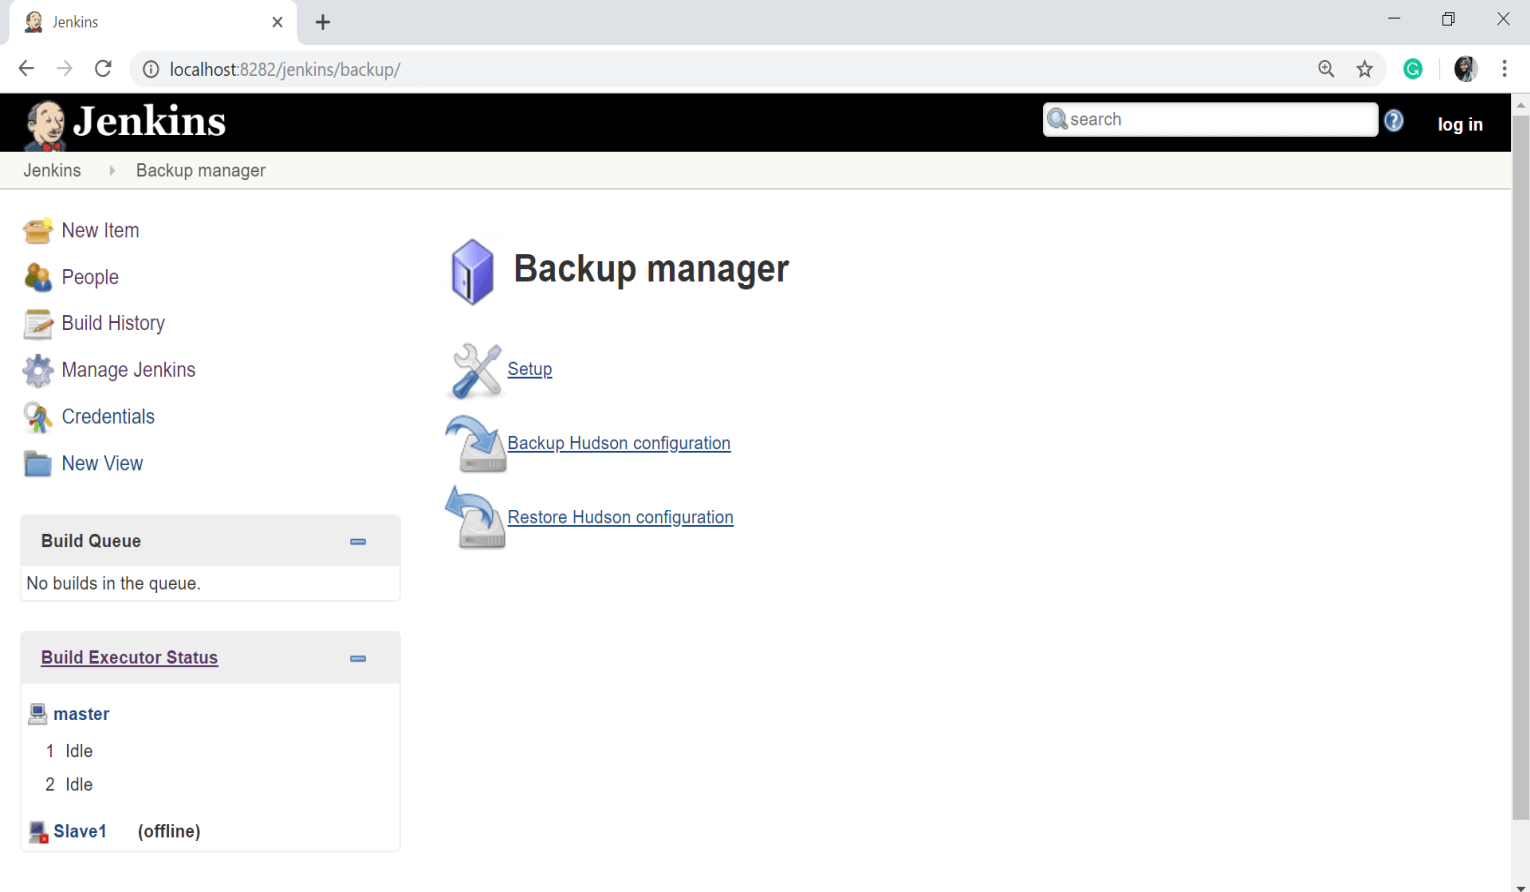 Jenkins
localhost:8282/jenkins/backup/
Jenkins
search
log in
Jenkins
Backup manager
New Item
People
Build History
Manage Jenkins
Credentials
New View
Build Queue
No builds in the queue.
Build Executor Status
master
1 Idle
2 Idle
Slave1 (offline)
Backup manager
Setup
Backup Hudson configuration
Restore Hudson configuration